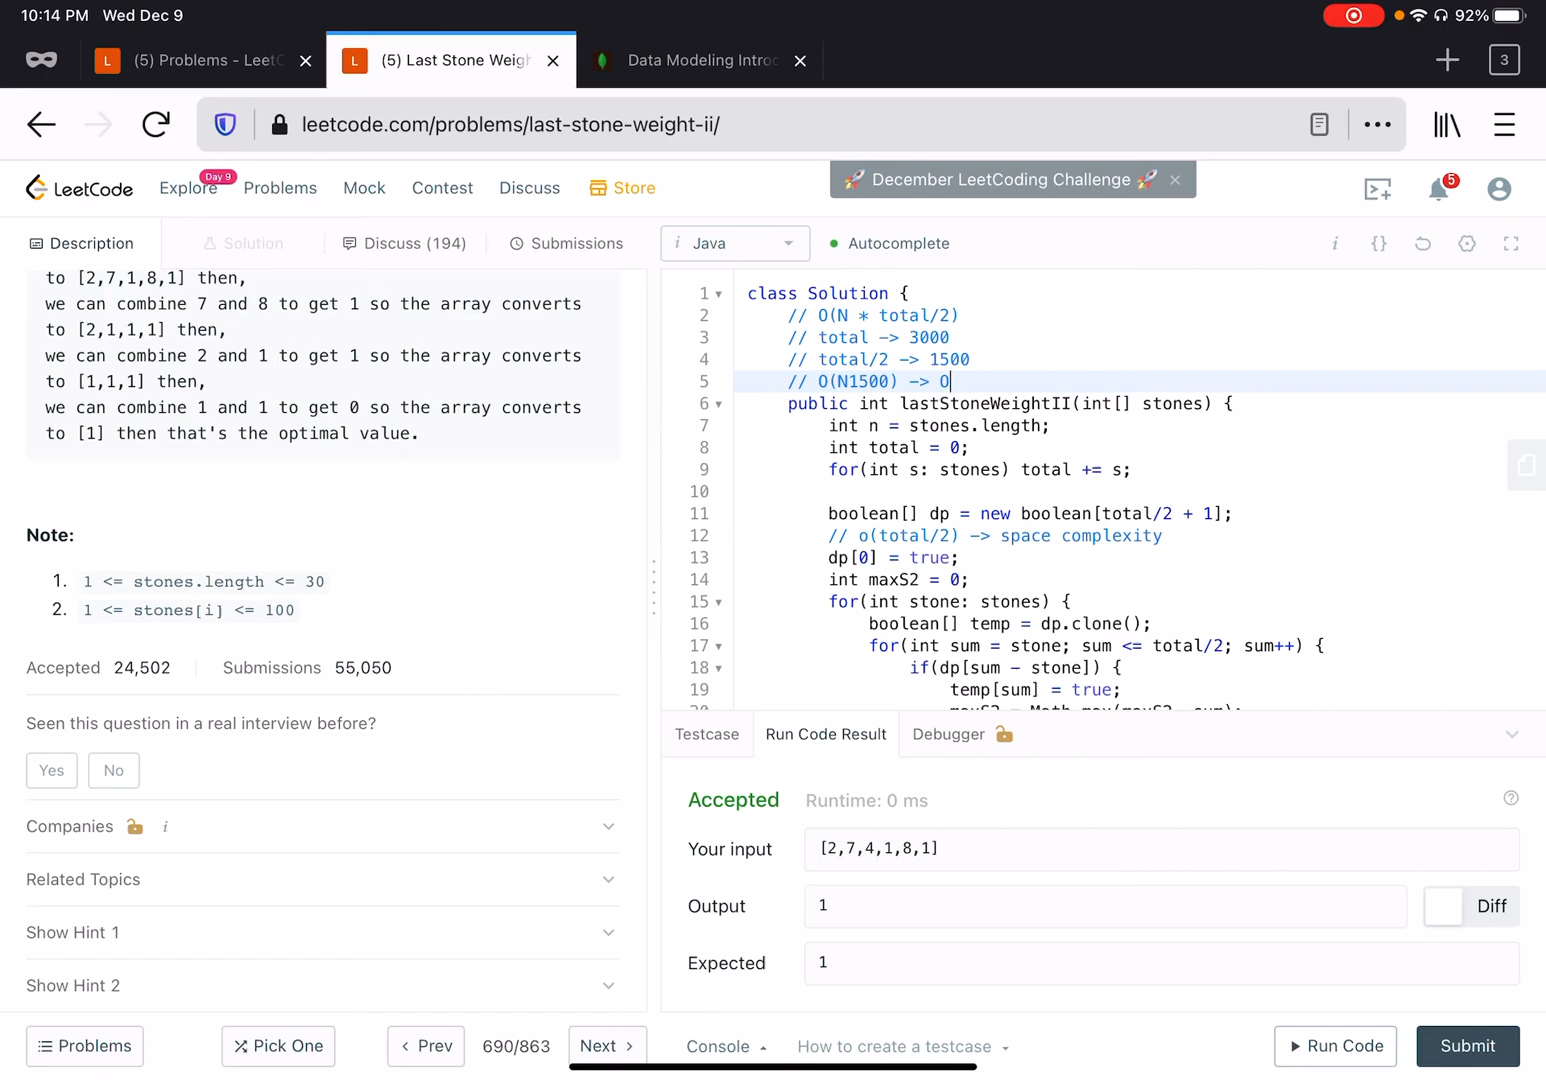 10:14 PM Wed Dec 9
92%
L (5) Problems - LeetC
L (5) Last Stone Weigh
Data Modeling Introd
3
leetcode.com/problems/last-stone-weight-ii/
LeetCode
Explore
Day 9
Problems
Mock
Contest
Discuss
Store
🚀 December LeetCoding Challenge 🚀
5
Description
Solution
Discuss (194)
Submissions
to [2,7,1,8,1] then,
we can combine 7 and 8 to get 1 so the array converts
to [2,1,1,1] then,
we can combine 2 and 1 to get 1 so the array converts
to [1,1,1] then,
we can combine 1 and 1 to get 0 so the array converts
to [1] then that's the optimal value.
Note:
1. 1 <= stones.length <= 30
2. 1 <= stones[i] <= 100
Accepted 24,502
Submissions 55,050
Seen this question in a real interview before?
Yes
No
Companies i
Related Topics
Show Hint 1
Show Hint 2
i Java
Autocomplete
i {}
1 class Solution {
2 // O(N * total/2)
3 // total -> 3000
4 // total/2 -> 1500
5 // O(N1500) -> O
6 public int lastStoneWeightII(int[] stones) {
7 int n = stones.length;
8 int total = 0;
9 for(int s: stones) total += s;
10
11 boolean[] dp = new boolean[total/2 + 1];
12 // o(total/2) -> space complexity
13 dp[0] = true;
14 int maxS2 = 0;
15 for(int stone: stones) {
16 boolean[] temp = dp.clone();
17 for(int sum = stone; sum <= total/2; sum++) {
18 if(dp[sum - stone]) {
19 temp[sum] = true;
20 maxS2 = Math.max(maxS2, sum);
Testcase
Run Code Result
Debugger
Accepted Runtime: 0 ms
Your input [2,7,4,1,8,1]
Output 1
Diff
Expected 1
Problems
Pick One
Prev
690/863
Next
Console
How to create a testcase
Run Code
Submit